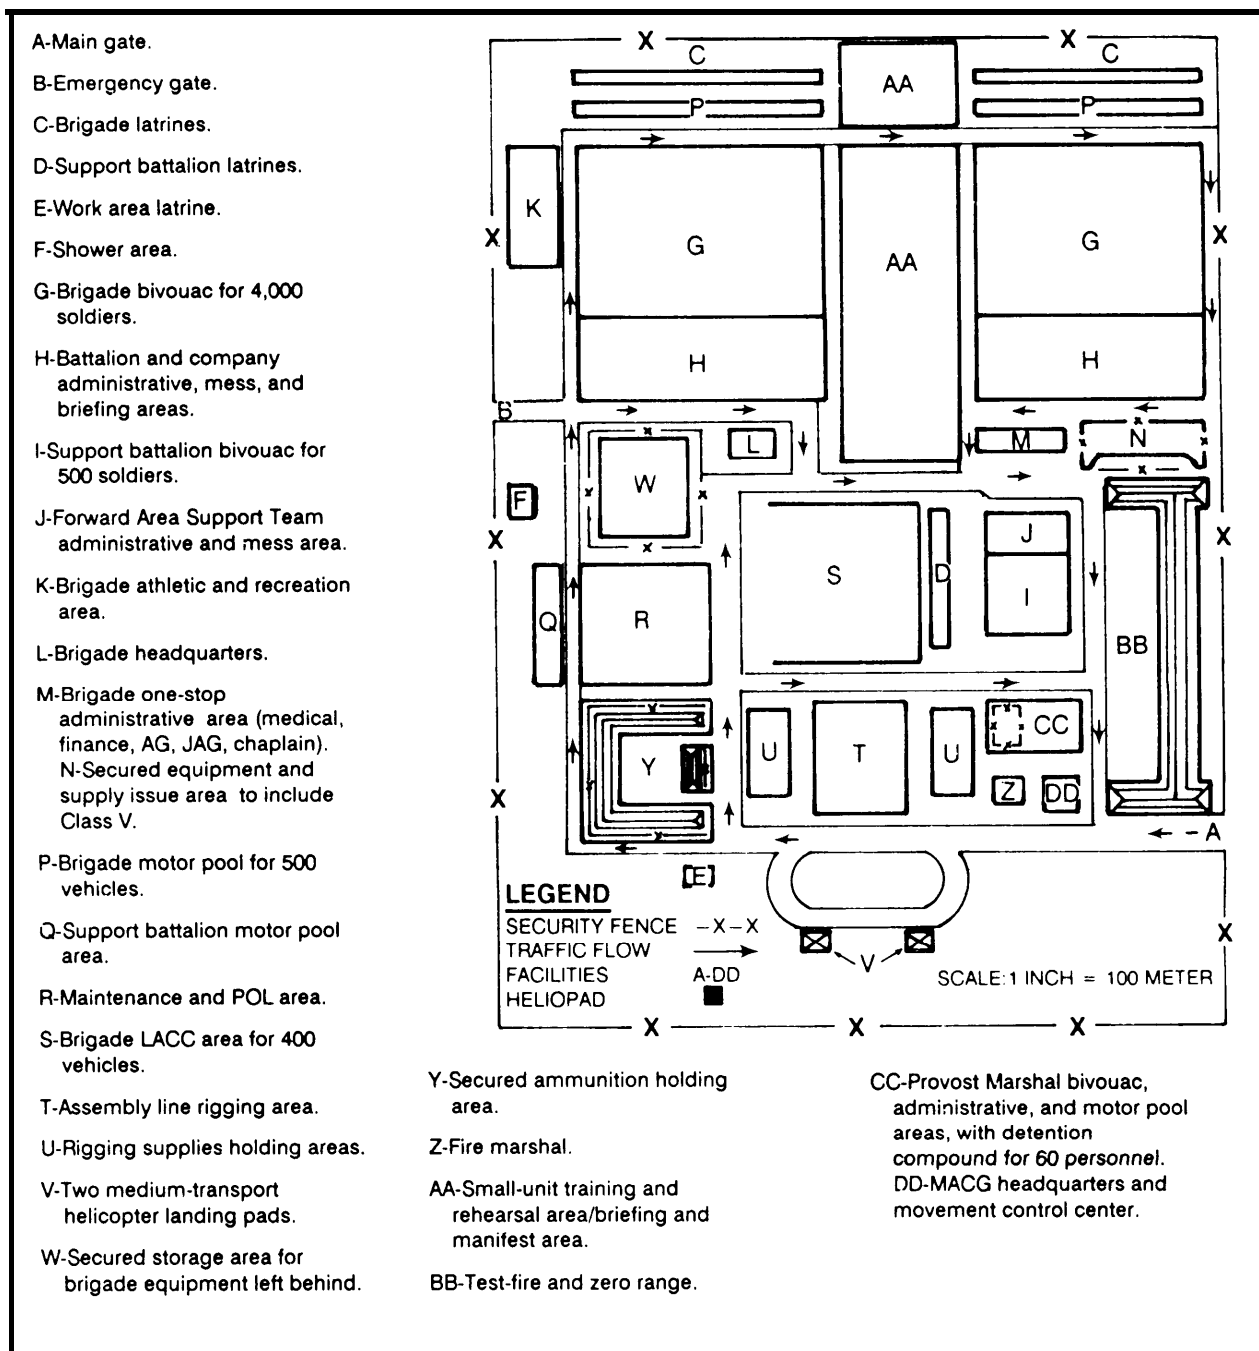 A-Main gate.
B-Emergency gate.
C-Brigade latrines.
D-Support battalion latrines.
E-Work area latrine.
F-Shower area.
G-Brigade bivouac for 4,000
soldiers.
H-Battalion and company
administrative, mess, and
briefing areas.
I-Support battalion bivouac for
500 soldiers.
J-Forward Area Support Team
administrative and mess area.
K-Brigade athletic and recreation
area.
L-Brigade headquarters.
M-Brigade one-stop
administrative area (medical,
finance, AG, JAG, chaplain).
N-Secured equipment and
supply issue area to include
Class V.
P-Brigade motor pool for 500
vehicles.
Q-Support battalion motor pool
area.
R-Maintenance and POL area.
S-Brigade LACC area for 400
vehicles.
T-Assembly line rigging area.
U-Rigging supplies holding areas.
V-Two medium-transport
helicopter landing pads.
W-Secured storage area for
brigade equipment left behind.
X X
C AA C
P P
K G AA G
X X
H H
B
L M N
F W
X X
J
S D
Q R I
BB
U T U CC
Y
Z DD
X
A
E
LEGEND
SECURITY FENCE -X-X
TRAFFIC FLOW
FACILITIES A-DD
HELIOPAD
V
X
SCALE: 1 INCH = 100 METER
X X X
Y-Secured ammunition holding
area.
Z-Fire marshal.
AA-Small-unit training and
rehearsal area/briefing and
manifest area.
BB-Test-fire and zero range.
CC-Provost Marshal bivouac,
administrative, and motor pool
areas, with detention
compound for 60 personnel.
DD-MACG headquarters and
movement control center.